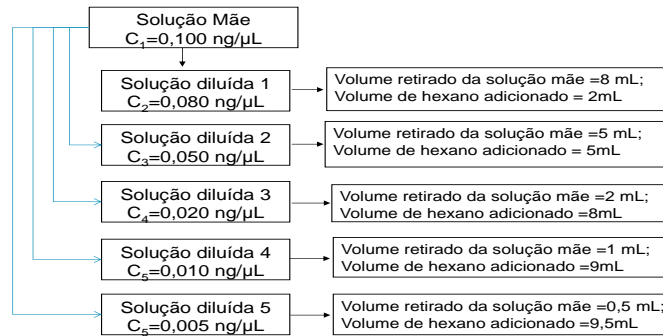 Solução Mãe
C₁=0,100 ng/µL
Solução diluída 1
C₂=0,080 ng/µL
Volume retirado da solução mãe =8 mL;
Volume de hexano adicionado = 2mL
Solução diluída 2
C₃=0,050 ng/µL
Volume retirado da solução mãe =5 mL;
Volume de hexano adicionado = 5mL
Solução diluída 3
C₄=0,020 ng/µL
Volume retirado da solução mãe =2 mL;
Volume de hexano adicionado =8mL
Solução diluída 4
C₅=0,010 ng/µL
Volume retirado da solução mãe =1 mL;
Volume de hexano adicionado =9mL
Solução diluída 5
C₅=0,005 ng/µL
Volume retirado da solução mãe =0,5 mL;
Volume de hexano adicionado =9,5mL